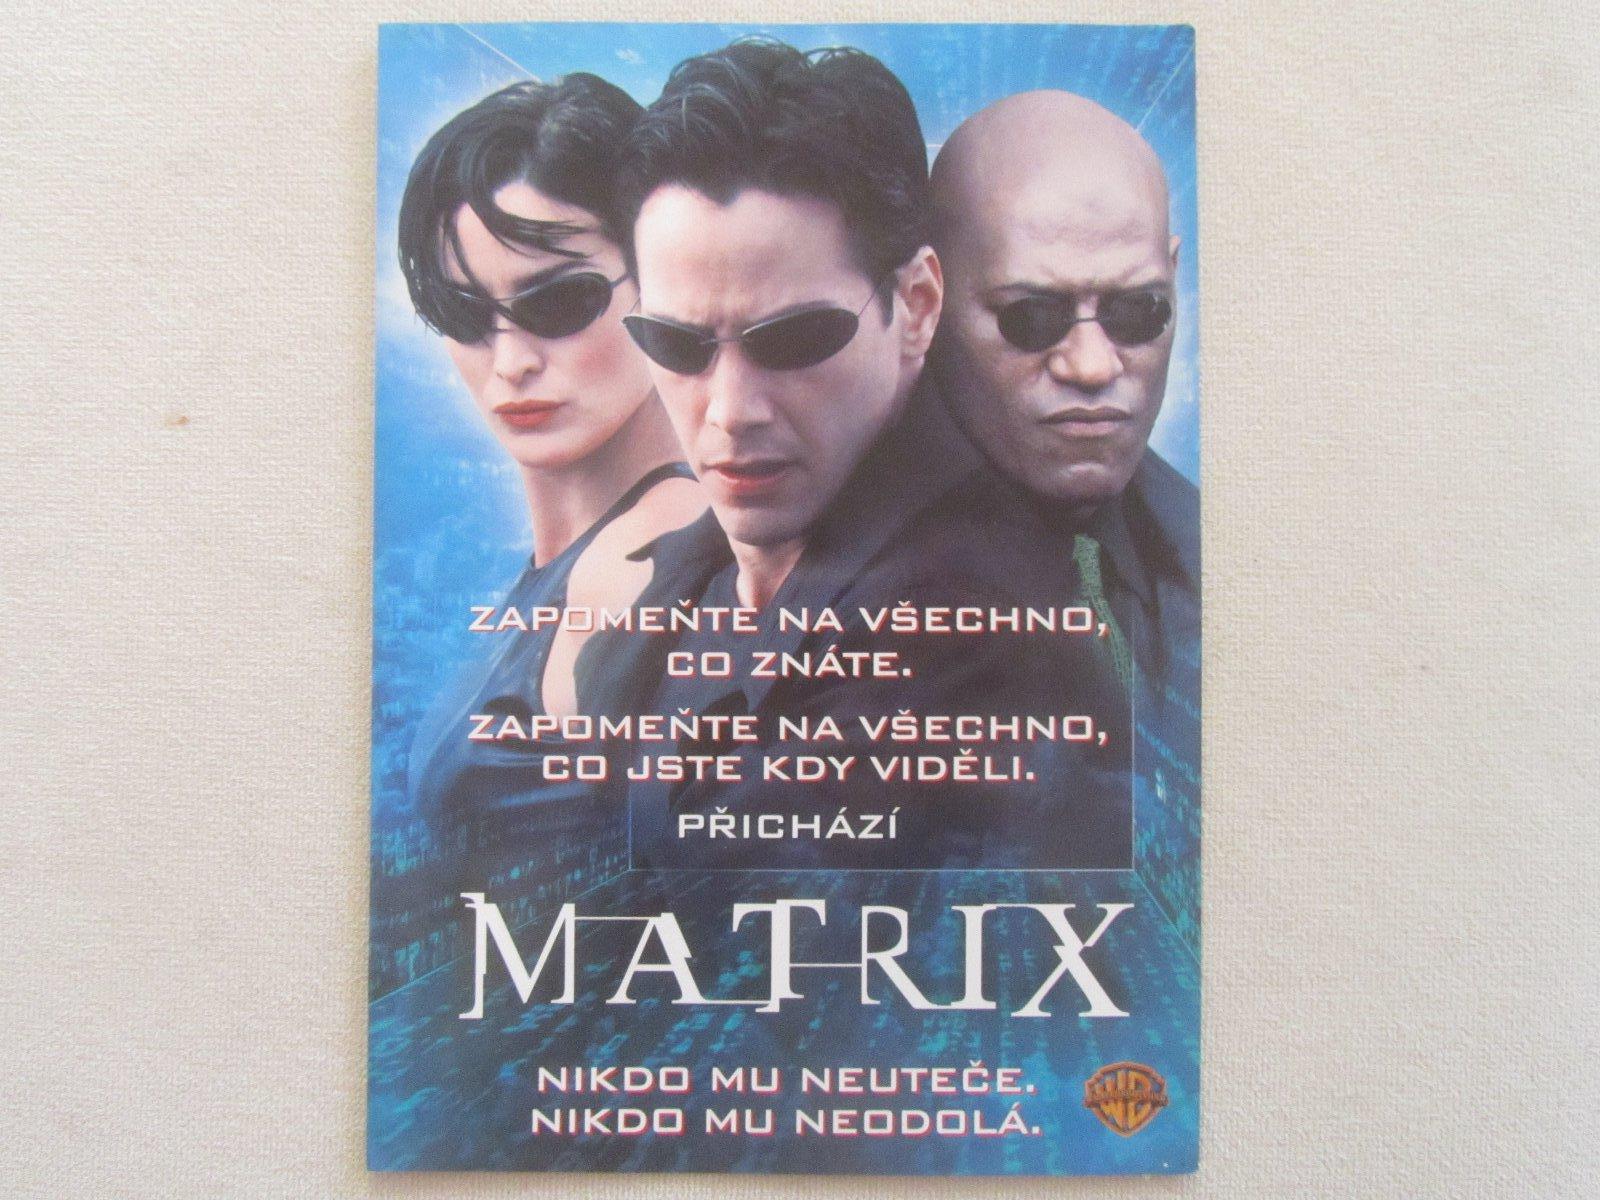 ZAPOMEŇTE NA VŠECHNO,
CO ZNÁTE.
ZAPOMEŇTE NA VŠECHNO,
CO JSTE KDY VIDĚLI.
PŘICHÁZÍ
MATRIX
NIKDO MU NEUTEČE.
NIKDO MU NEODOLÁ.
WB